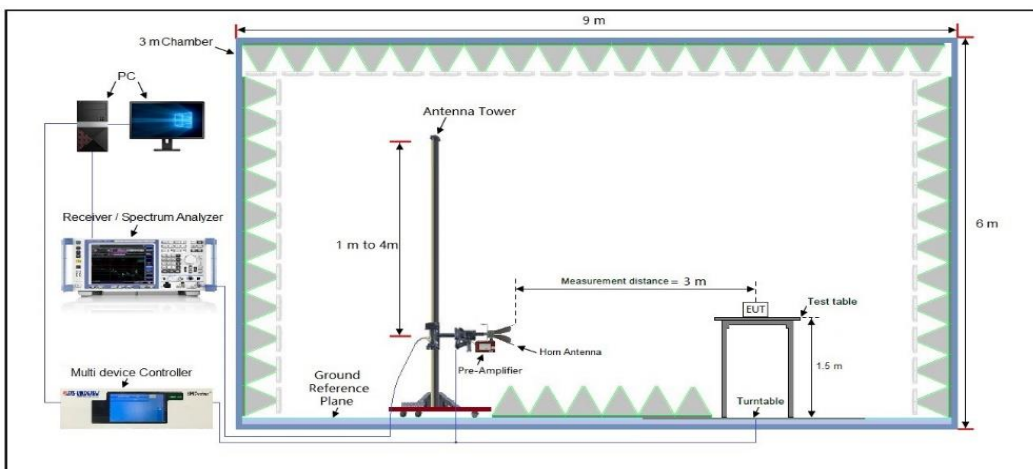 9 m
3 m Chamber
PC
Antenna Tower
Receiver / Spectrum Analyzer
1 m to 4m
6 m
Measurement distance = 3 m
EUT
Test table
Horn Antenna
Pre-Amplifier
1.5 m
Multi device Controller
Ground
Reference
Plane
Turntable